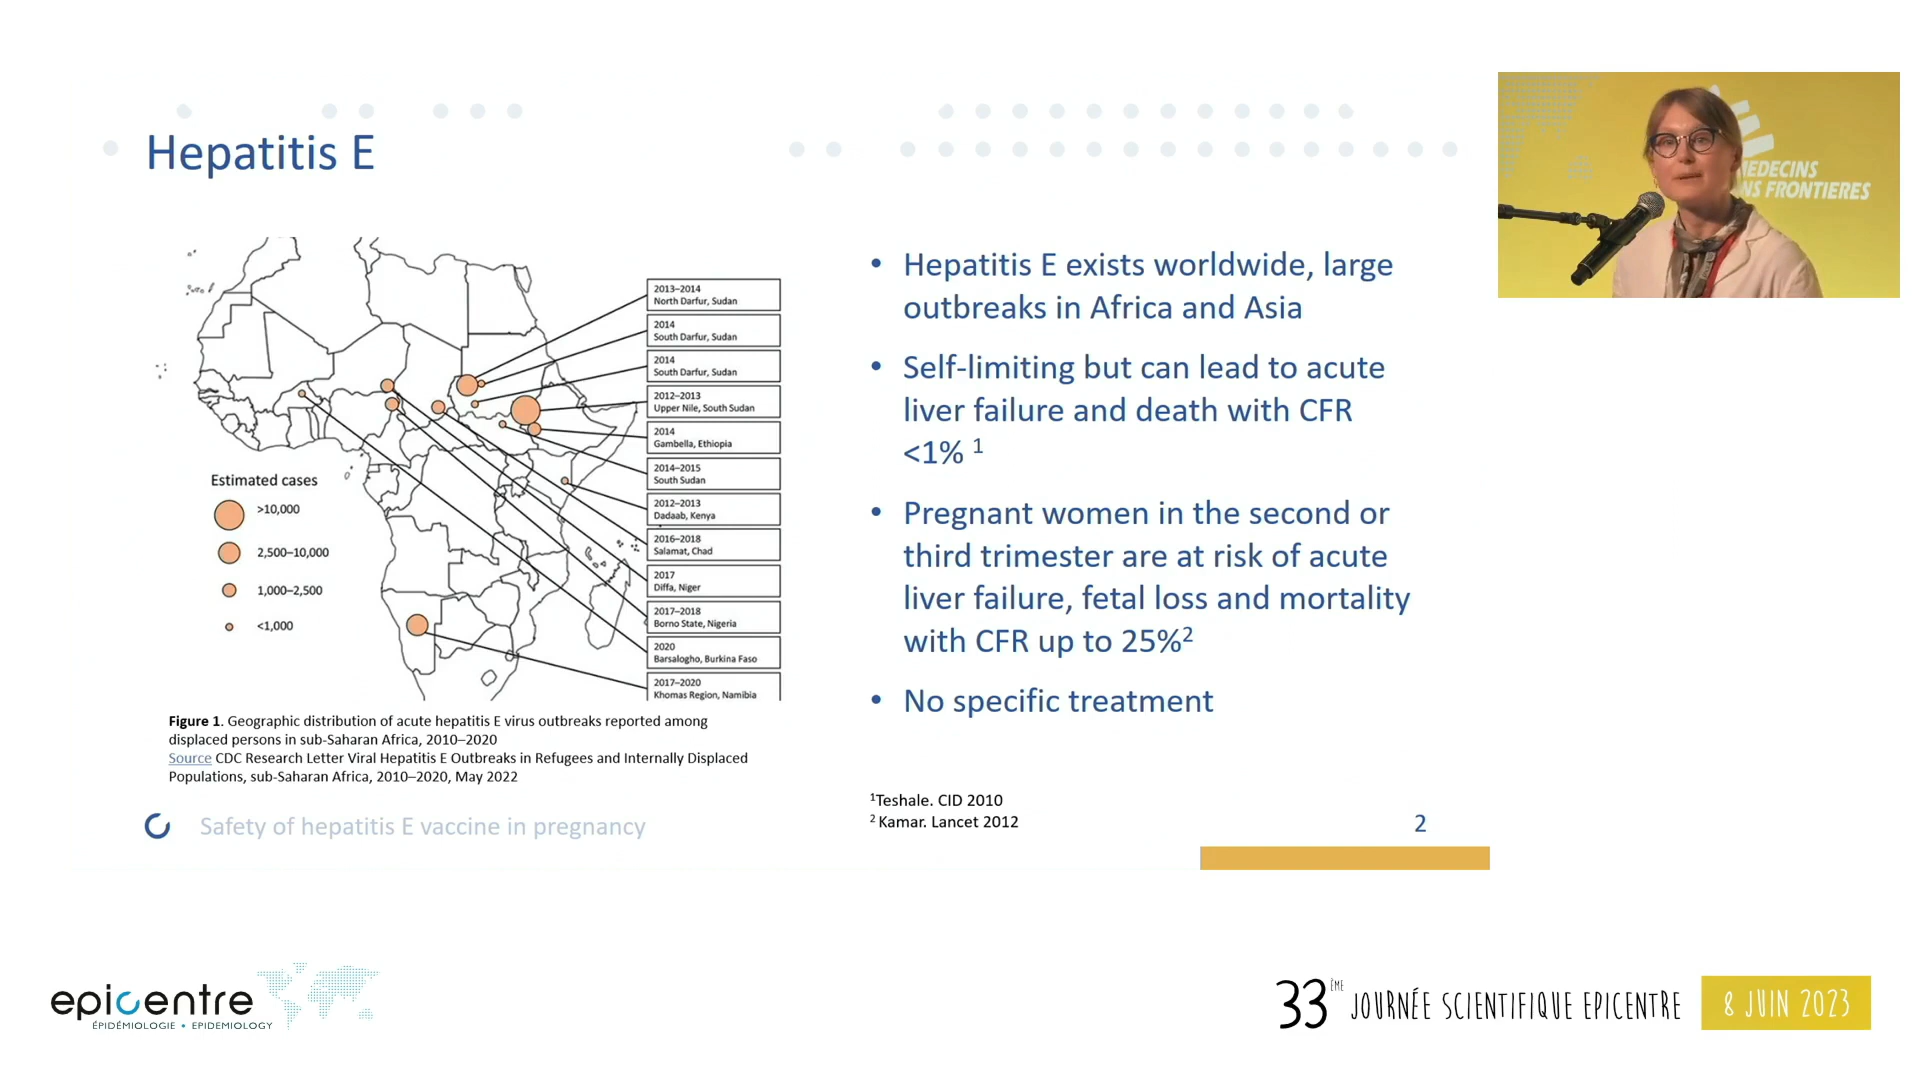 Hepatitis E
2013–2014
North Darfur, Sudan
2014
South Darfur, Sudan
2014
South Darfur, Sudan
2012–2013
Upper Nile, South Sudan
2014
Gambella, Ethiopia
2014–2015
South Sudan
2012–2013
Dadaab, Kenya
2016–2018
Salamat, Chad
2017
Diffa, Niger
2017–2018
Borno State, Nigeria
2020
Barsalogho, Burkina Faso
2017–2020
Khomas Region, Namibia
Estimated cases
>10,000
2,500–10,000
1,000–2,500
<1,000
Figure 1. Geographic distribution of acute hepatitis E virus outbreaks reported among
displaced persons in sub-Saharan Africa, 2010–2020
Source CDC Research Letter Viral Hepatitis E Outbreaks in Refugees and Internally Displaced
Populations, sub-Saharan Africa, 2010–2020, May 2022
• Hepatitis E exists worldwide, large
outbreaks in Africa and Asia
• Self-limiting but can lead to acute
liver failure and death with CFR
<1% 1
• Pregnant women in the second or
third trimester are at risk of acute
liver failure, fetal loss and mortality
with CFR up to 25%2
• No specific treatment
1Teshale. CID 2010
2 Kamar. Lancet 2012
Safety of hepatitis E vaccine in pregnancy
2
EDECINS
NS FRONTIERES
epicentre
ÉPIDÉMIOLOGIE • EPIDEMIOLOGY
33ÈME JOURNÉE SCIENTIFIQUE EPICENTRE
8 JUIN 2023